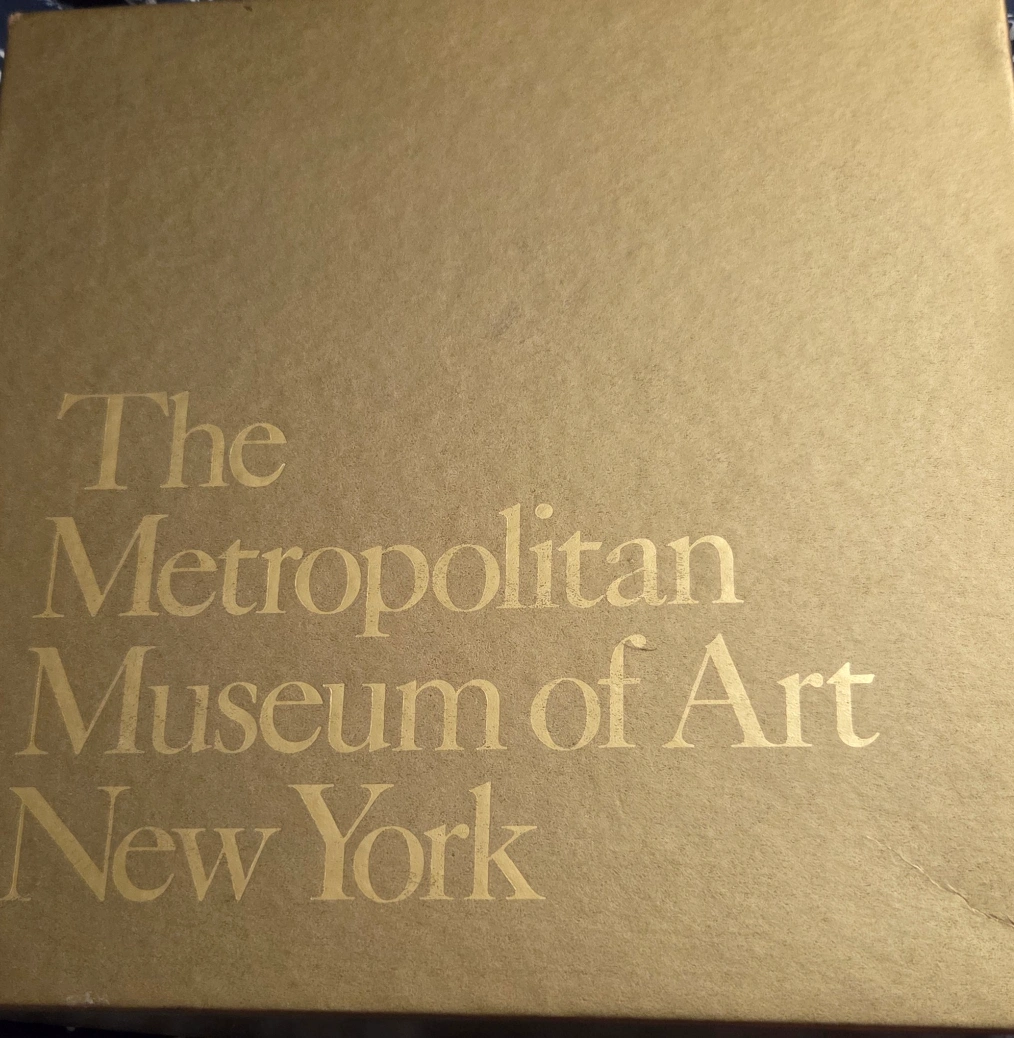 The
Metropolitan
Museum of Art
New York